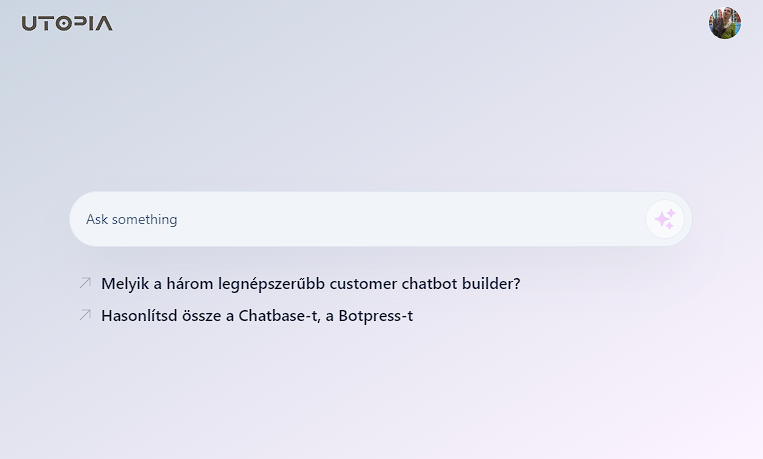 UTOPIA
Ask something
Melyik a három legnépszerűbb customer chatbot builder?
Hasonlítsd össze a Chatbase-t, a Botpress-t